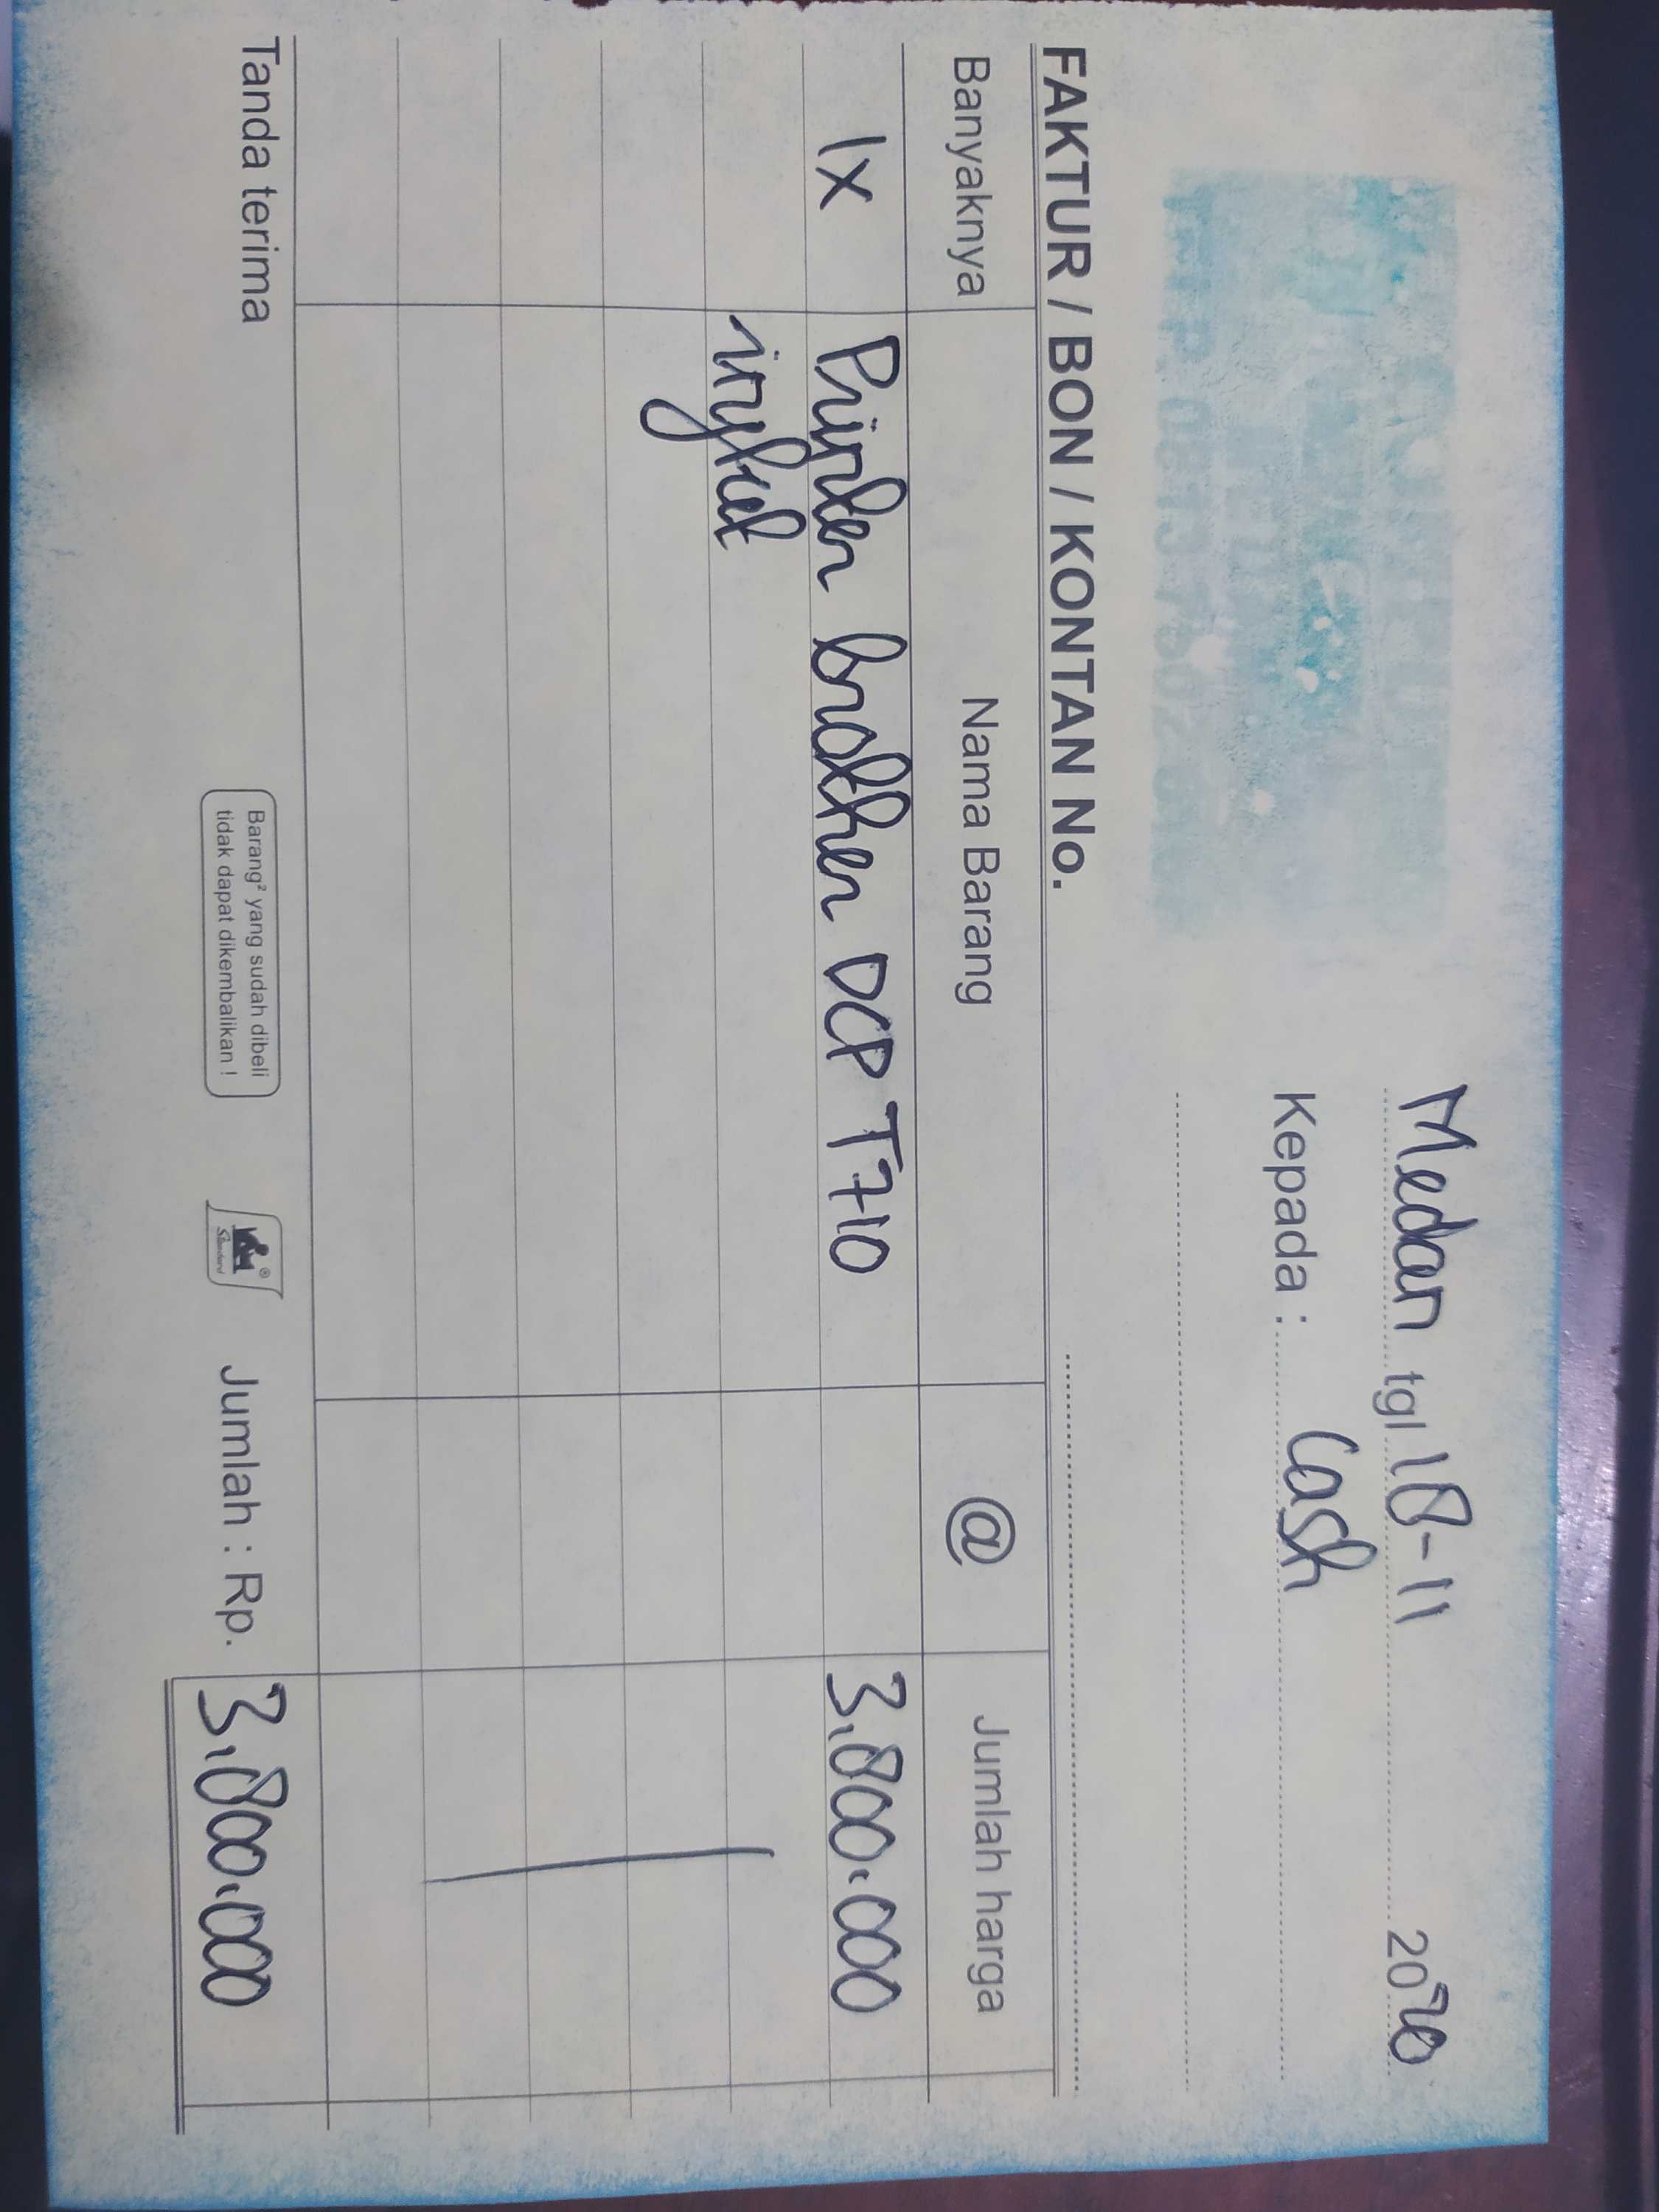 Medan tgl 18-11 2020
Kepada : Cash
FAKTUR / BON / KONTAN No.
Banyaknya Nama Barang @ Jumlah harga
1x Printer brother DCP T710 3.800.000
inkjet
Tanda terima
Barang² yang sudah dibeli
tidak dapat dikembalikan !
Standard
Jumlah : Rp. 3.800.000